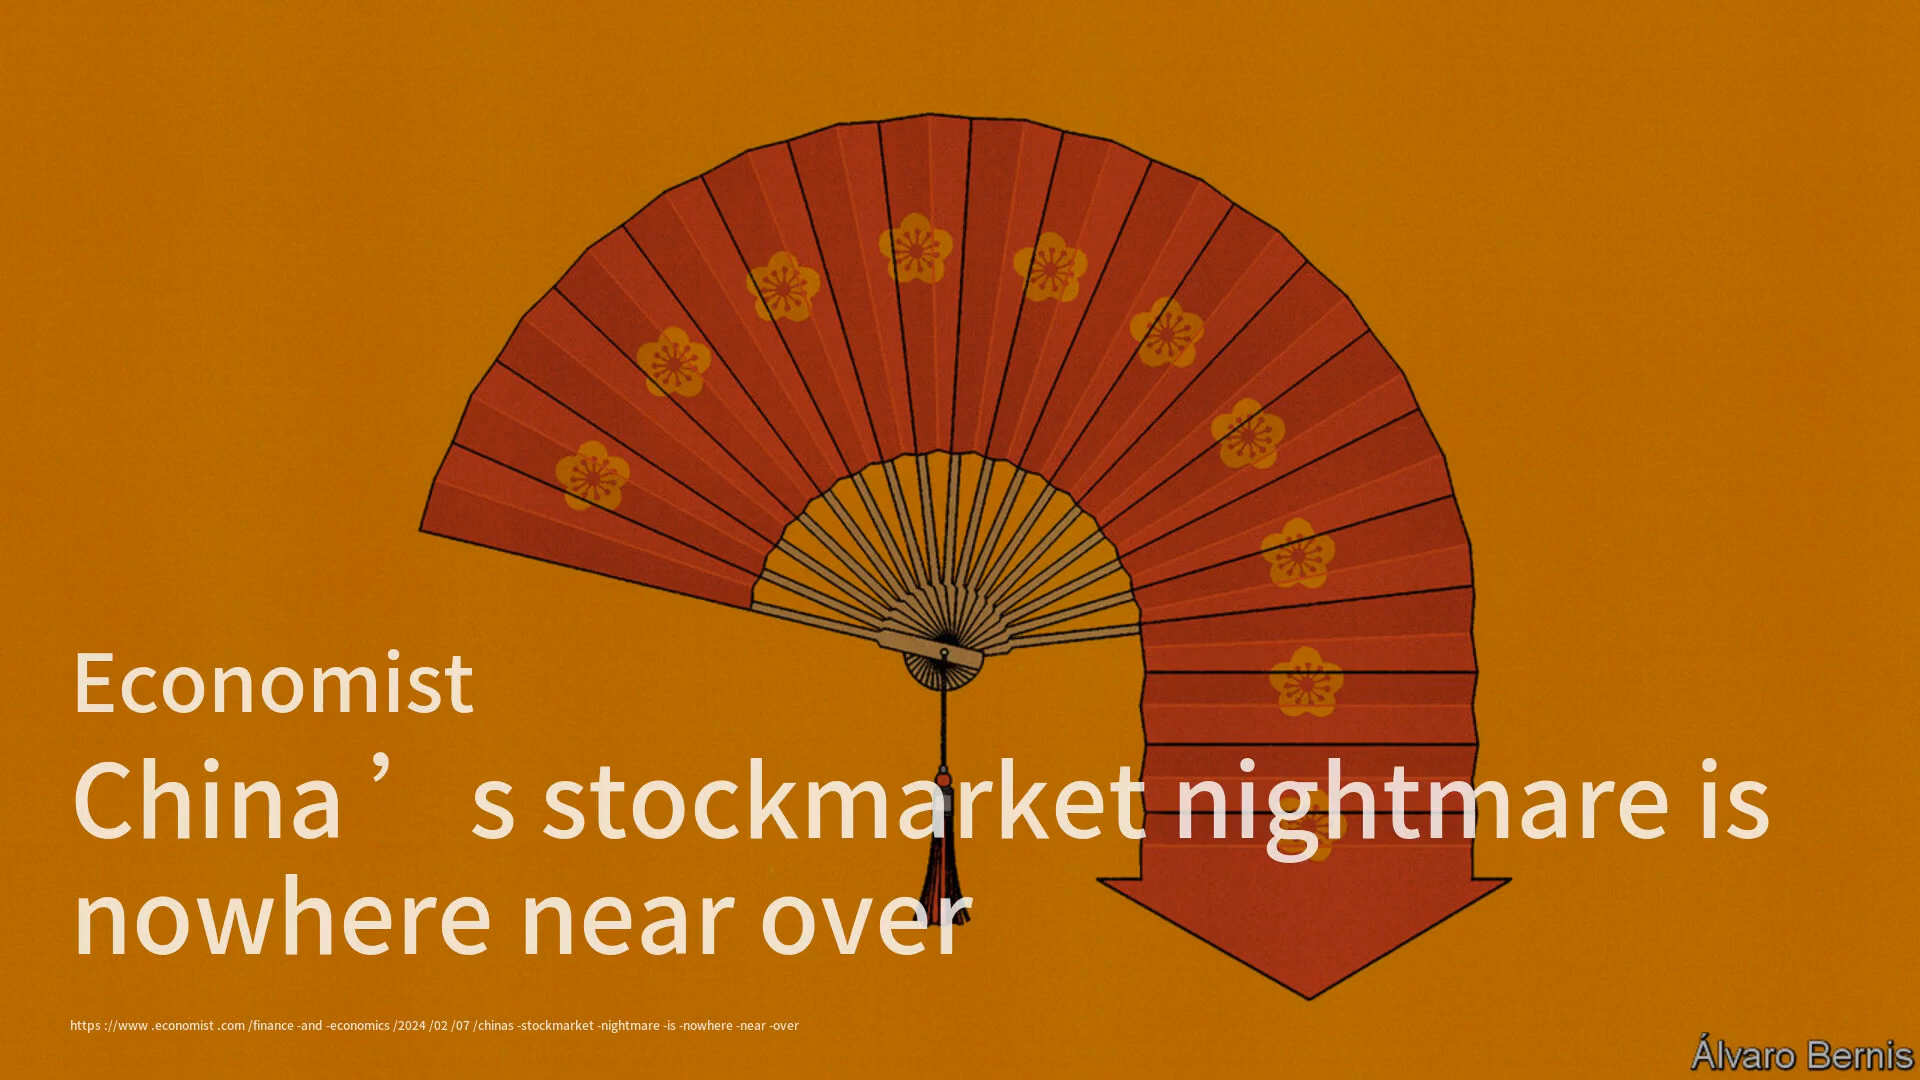 Economist
China’s stockmarket nightmare is
nowhere near over
https ://www .economist .com /finance -and -economics /2024 /02 /07 /chinas -stockmarket -nightmare -is -nowhere -near -over
Álvaro Bernis